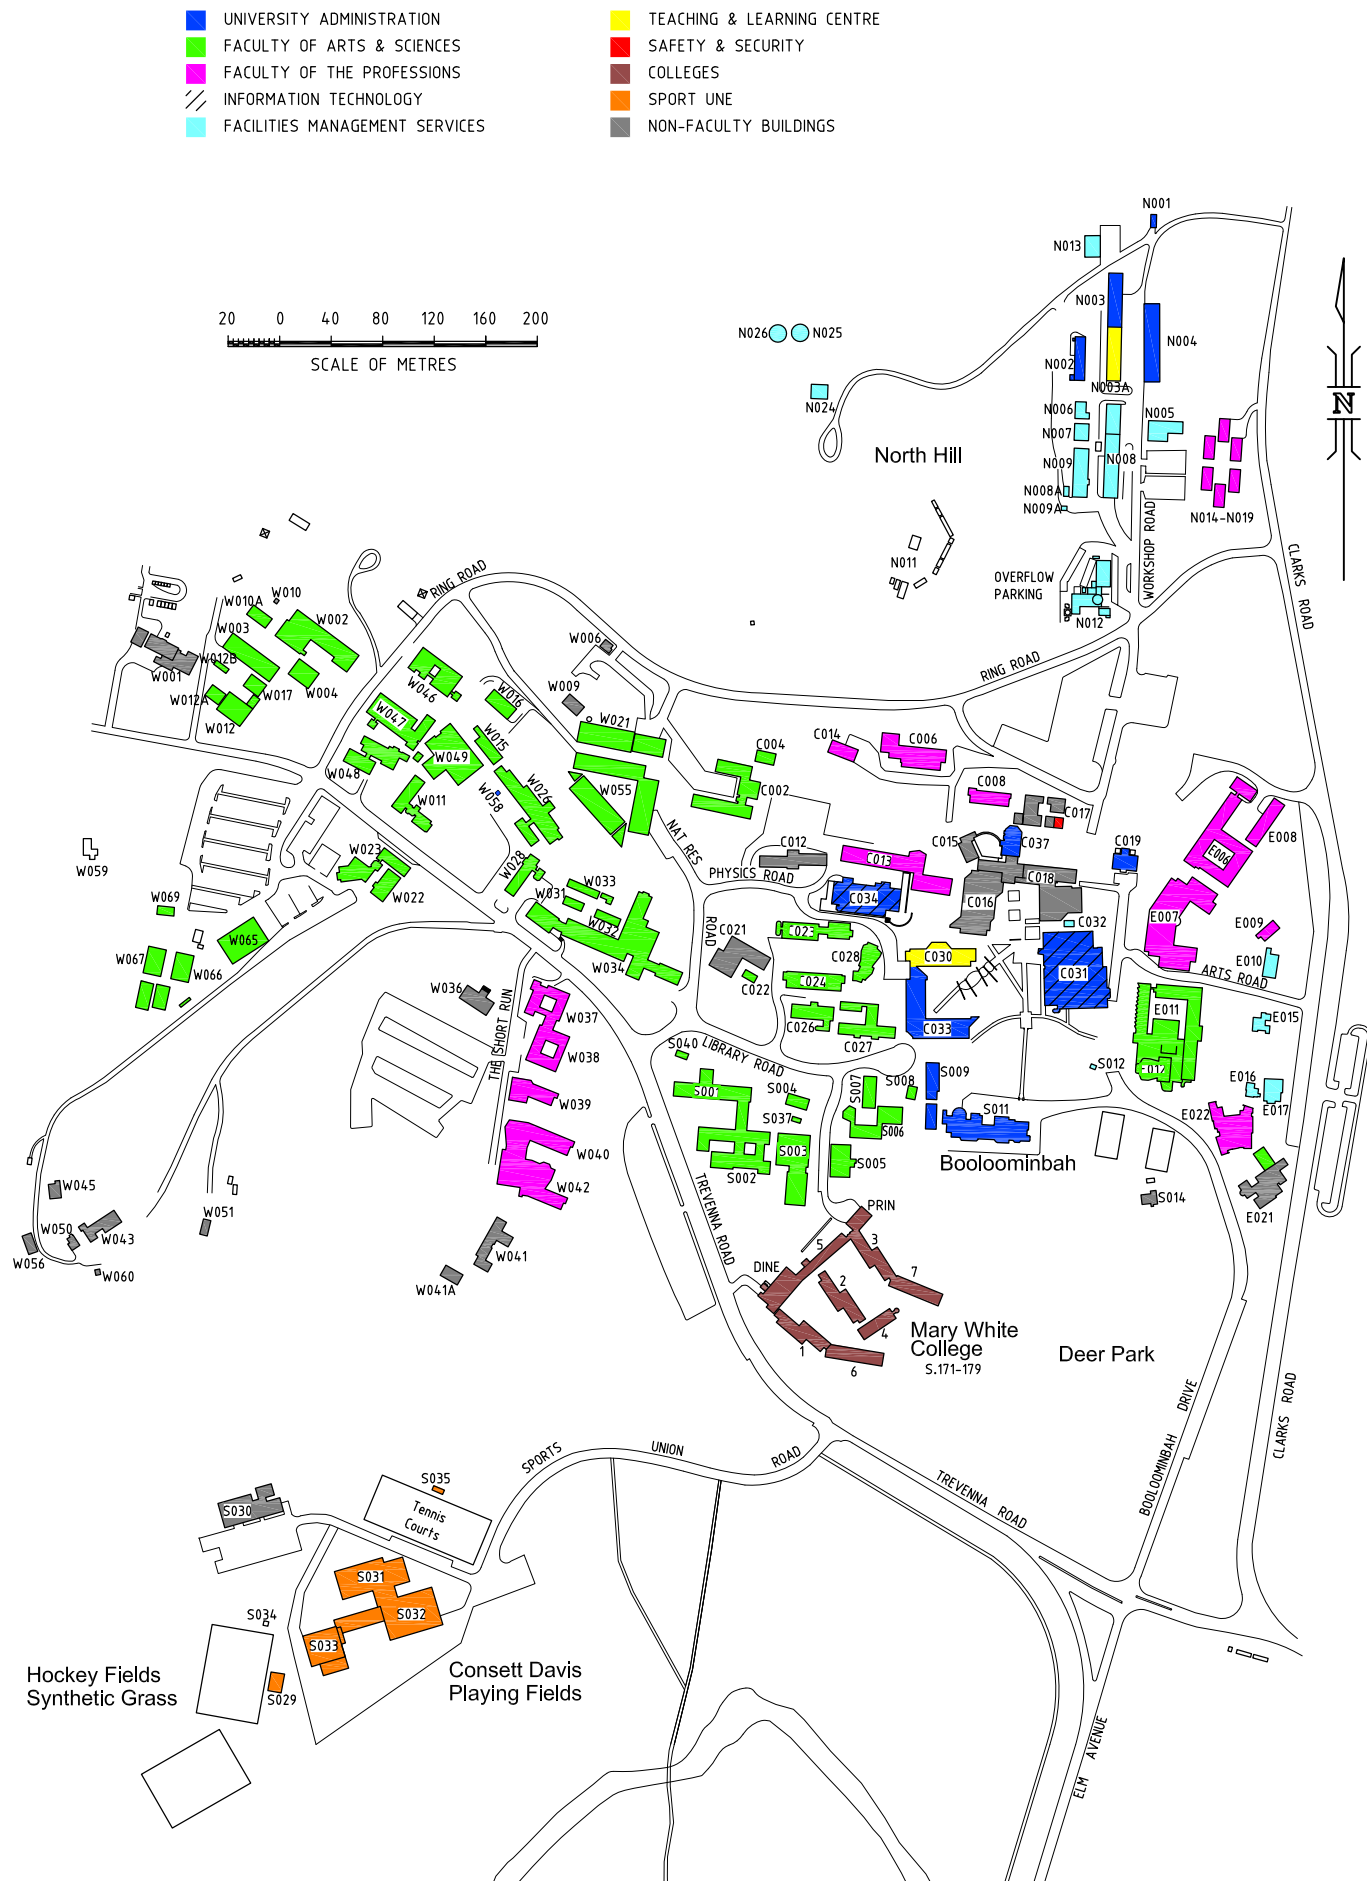 UNIVERSITY ADMINISTRATION
FACULTY OF ARTS & SCIENCES
FACULTY OF THE PROFESSIONS
INFORMATION TECHNOLOGY
FACILITIES MANAGEMENT SERVICES
TEACHING & LEARNING CENTRE
SAFETY & SECURITY
COLLEGES
SPORT UNE
NON-FACULTY BUILDINGS
20 0 40 80 120 160 200
SCALE OF METRES
N
N001
N013
N003
N004
N026
N025
N002
N003A
N024
N006
N005
N007
North Hill
N009
N008
N008A
N009A
N014-N019
WORKSHOP ROAD
CLARKS ROAD
N011
OVERFLOW
PARKING
N012
RING ROAD
RING ROAD
W010
W010A
W002
W003
W006
W012B
W001
W004
W017
W012A
W012
W009
W046
W016
W047
W021
W015
W049
W048
W026
W055
W058
W011
C004
C002
C014
C006
C008
C017
C015
C037
C019
E008
E006
NAT RES
W028
W023
W022
W033
W031
W032
W034
W059
W069
W065
W067
W066
C012
C013
PHYSICS ROAD
C034
C018
C016
C032
E007
E009
E010
ARTS ROAD
ROAD
C021
C023
C028
C030
C031
C022
C024
C026
C027
C033
E011
E012
E015
E016
E017
E022
E021
W036
THE SHORT RUN
W037
W038
W039
W040
W042
W041
W041A
W045
W050
W043
W056
W060
W051
S040
LIBRARY ROAD
S001
S004
S037
S003
S002
S007
S008
S006
S005
S009
S011
S012
S014
Booloominbah
TREVENNA ROAD
PRIN
DINE
5
3
2
7
4
1
6
Mary White
College
S.171-179
Deer Park
BOOLOOMINBAH DRIVE
CLARKS ROAD
SPORTS UNION ROAD
TREVENNA ROAD
S035
Tennis
Courts
S030
S031
S032
S034
S033
S029
Hockey Fields
Synthetic Grass
Consett Davis
Playing Fields
ELM AVENUE